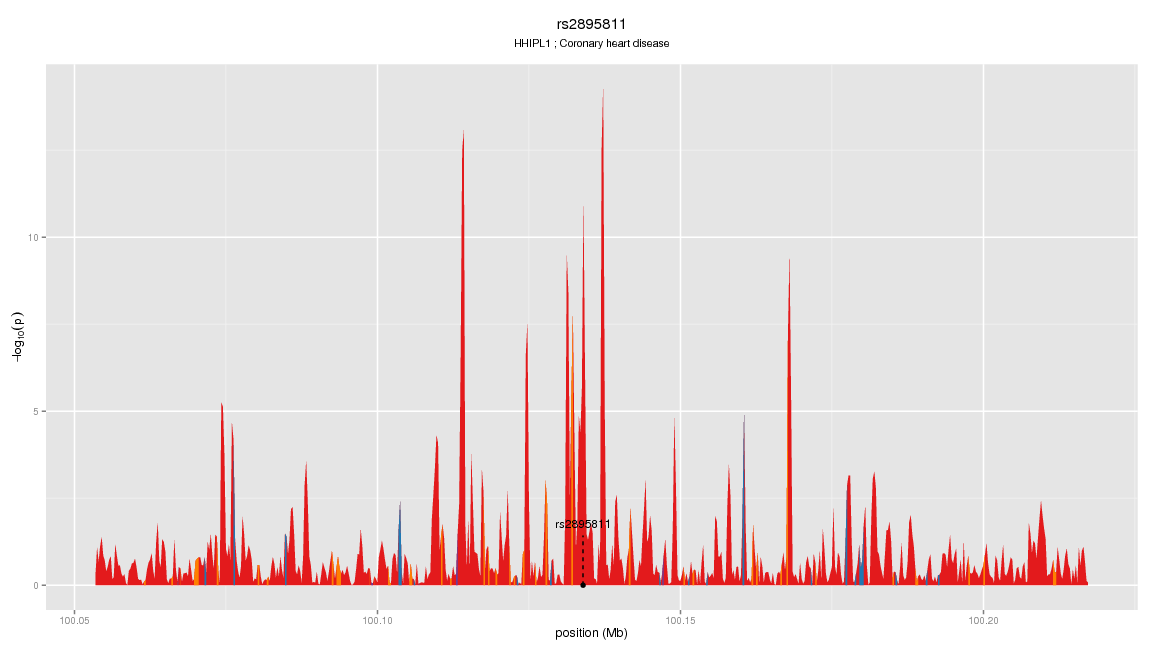 rs2895811
HHIPL1 ; Coronary heart disease
−log10(p)
10
5
0
rs2895811
100.05 100.10 100.15 100.20
position (Mb)